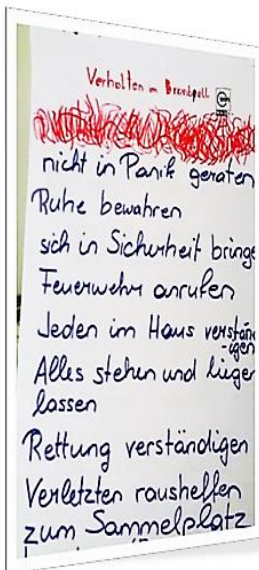 Verhalten im Brandfall
nicht in Panik geraten
Ruhe bewahren
sich in Sicherheit bringe
Feuerwehr anrufen
Jeden im Haus verstän
-igen
Alles stehen und liegen
lassen
Rettung verständigen
Verletzten raushelfen
zum Sammelplatz